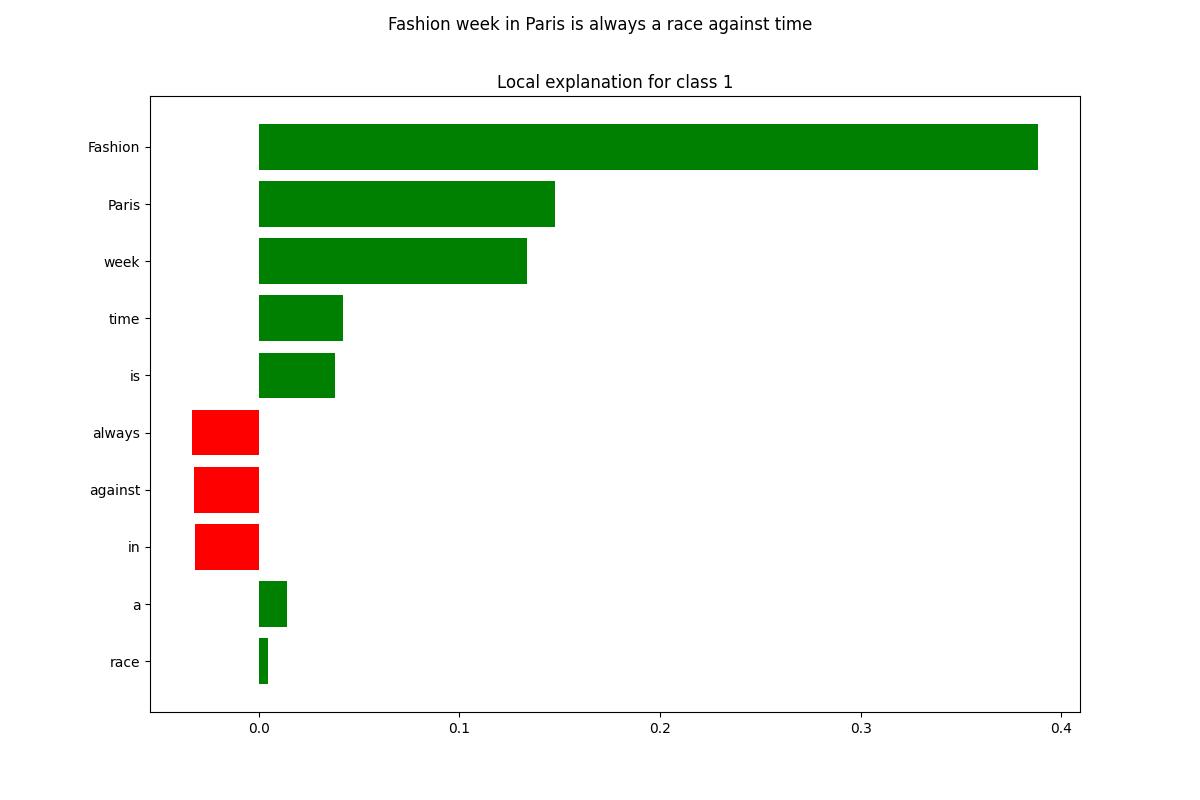 Fashion week in Paris is always a race against time
Local explanation for class 1
Fashion
Paris
week
time
is
always
against
in
a
race
0.0 0.1 0.2 0.3 0.4